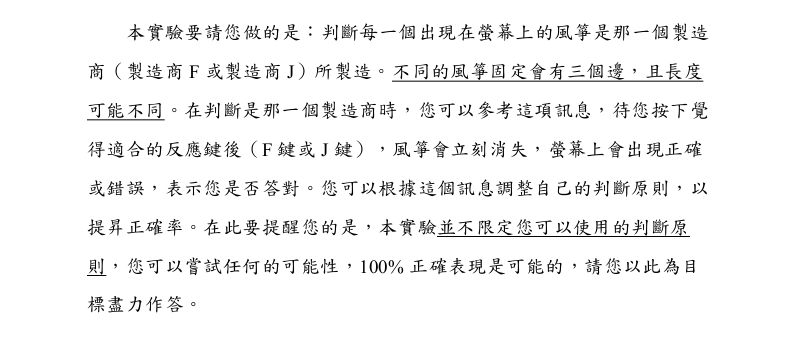 本實驗要請您做的是：判斷每一個出現在螢幕上的風箏是那一個製造
商（製造商 F 或製造商 J）所製造。不同的風箏固定會有三個邊，且長度
可能不同。在判斷是那一個製造商時，您可以參考這項訊息，待您按下覺
得適合的反應鍵後（F 鍵或 J 鍵），風箏會立刻消失，螢幕上會出現正確
或錯誤，表示您是否答對。您可以根據這個訊息調整自己的判斷原則，以
提昇正確率。在此要提醒您的是，本實驗並不限定您可以使用的判斷原
則，您可以嘗試任何的可能性，100% 正確表現是可能的，請您以此為目
標盡力作答。